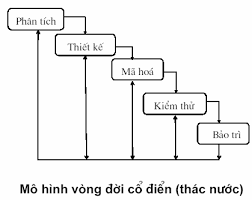 Phân tích
Thiết kế
Mã hoá
Kiểm thử
Bảo trì
Mô hình vòng đời cổ điển (thác nước)